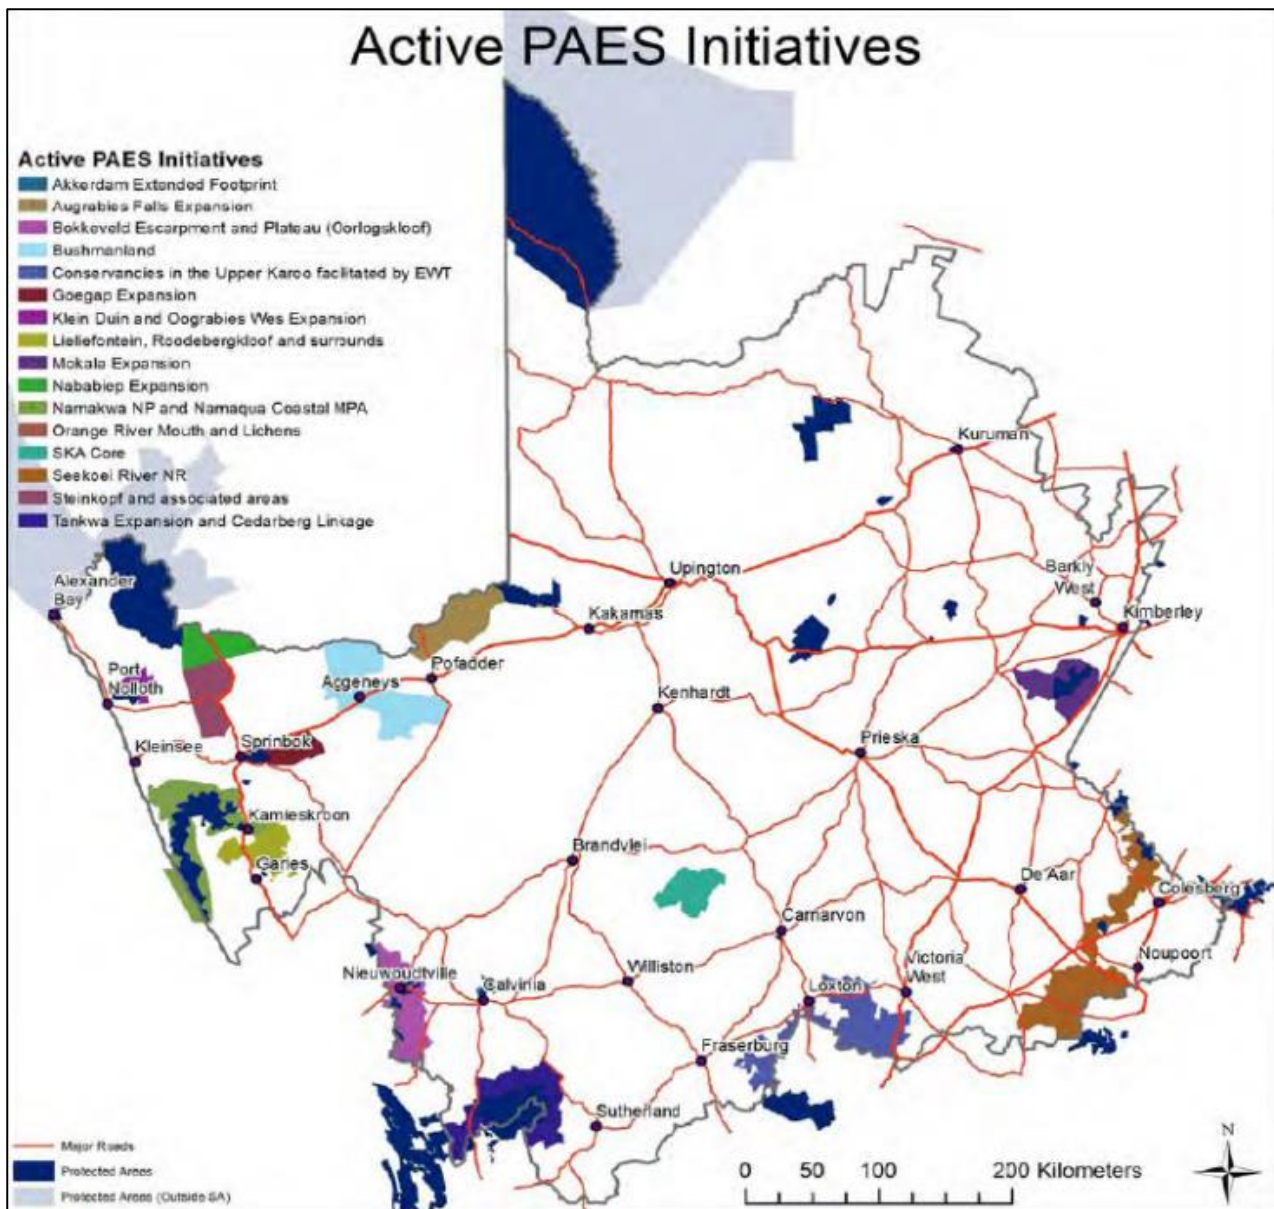 Active PAES Initiatives
Active PAES Initiatives
Akkerdam Extended Footprint
Augrabies Falls Expansion
Bokkeveld Escarpment and Plateau (Oorlogskloof)
Bushmanland
Conservancies in the Upper Karoo facilitated by EWT
Goegap Expansion
Klein Duin and Oograbies Wes Expansion
Lieliefontein, Roodebergkloof and surrounds
Mokala Expansion
Nababiep Expansion
Namakwa NP and Namaqua Coastal MPA
Orange River Mouth and Lichens
SKA Core
Seekoei River NR
Steinkopf and associated areas
Tankwa Expansion and Cedarberg Linkage
Kuruman
Alexander
Bay
Upington
Barkly
West
Kakamas
Kimberley
Port
Nolloth
Pofadder
Aggeneys
Kenhardt
Kleinsee
Sprinbok
Prieska
Kamieskroon
Garies
Brandvlei
De Aar
Colesberg
Carnarvon
Nieuwoudtville
Calvinia
Williston
Victoria
West
Noupoort
Loxton
Fraserburg
Sutherland
Major Roads
Protected Areas
Protected Areas (Outside SA)
0 50 100 200 Kilometers
N